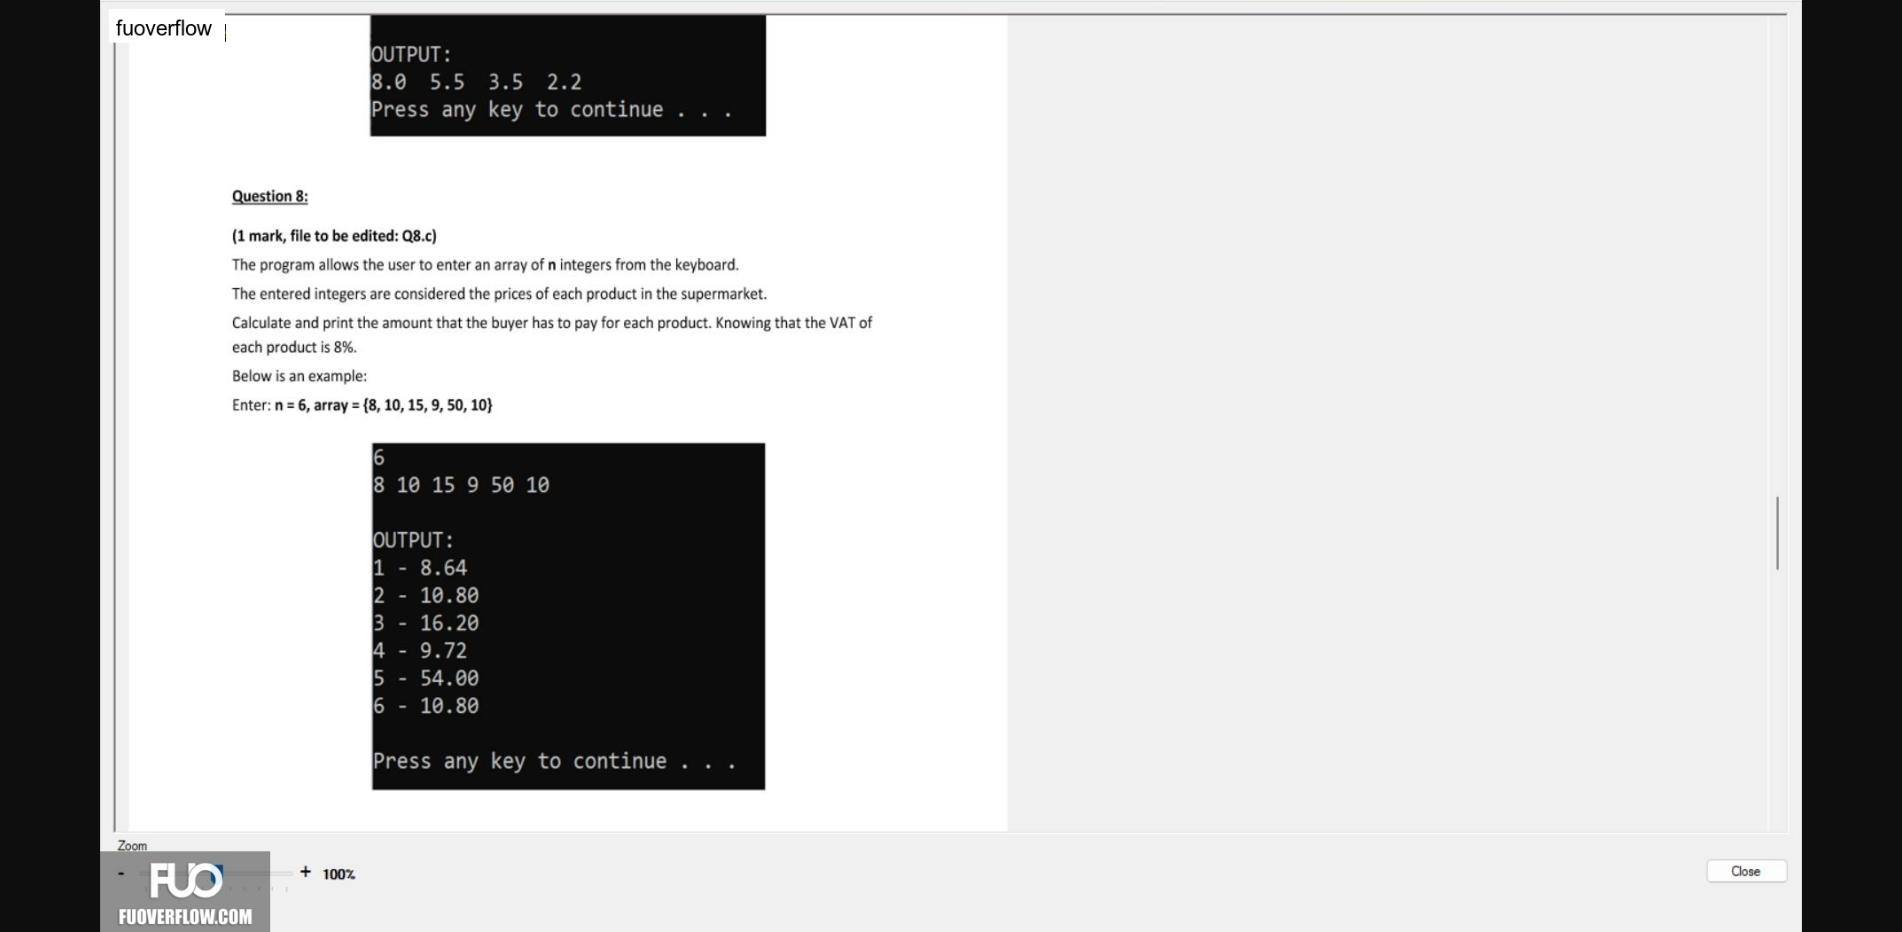 fuoverflow
OUTPUT:
8.0 5.5 3.5 2.2
Press any key to continue . . .
Question 8:
(1 mark, file to be edited: Q8.c)
The program allows the user to enter an array of n integers from the keyboard.
The entered integers are considered the prices of each product in the supermarket.
Calculate and print the amount that the buyer has to pay for each product. Knowing that the VAT of
each product is 8%.
Below is an example:
Enter: n = 6, array = {8, 10, 15, 9, 50, 10}
6
8 10 15 9 50 10
OUTPUT:
1 - 8.64
2 - 10.80
3 - 16.20
4 - 9.72
5 - 54.00
6 - 10.80
Press any key to continue . . .
Zoom
- + 100%
Close
FUO
FUOVERFLOW.COM